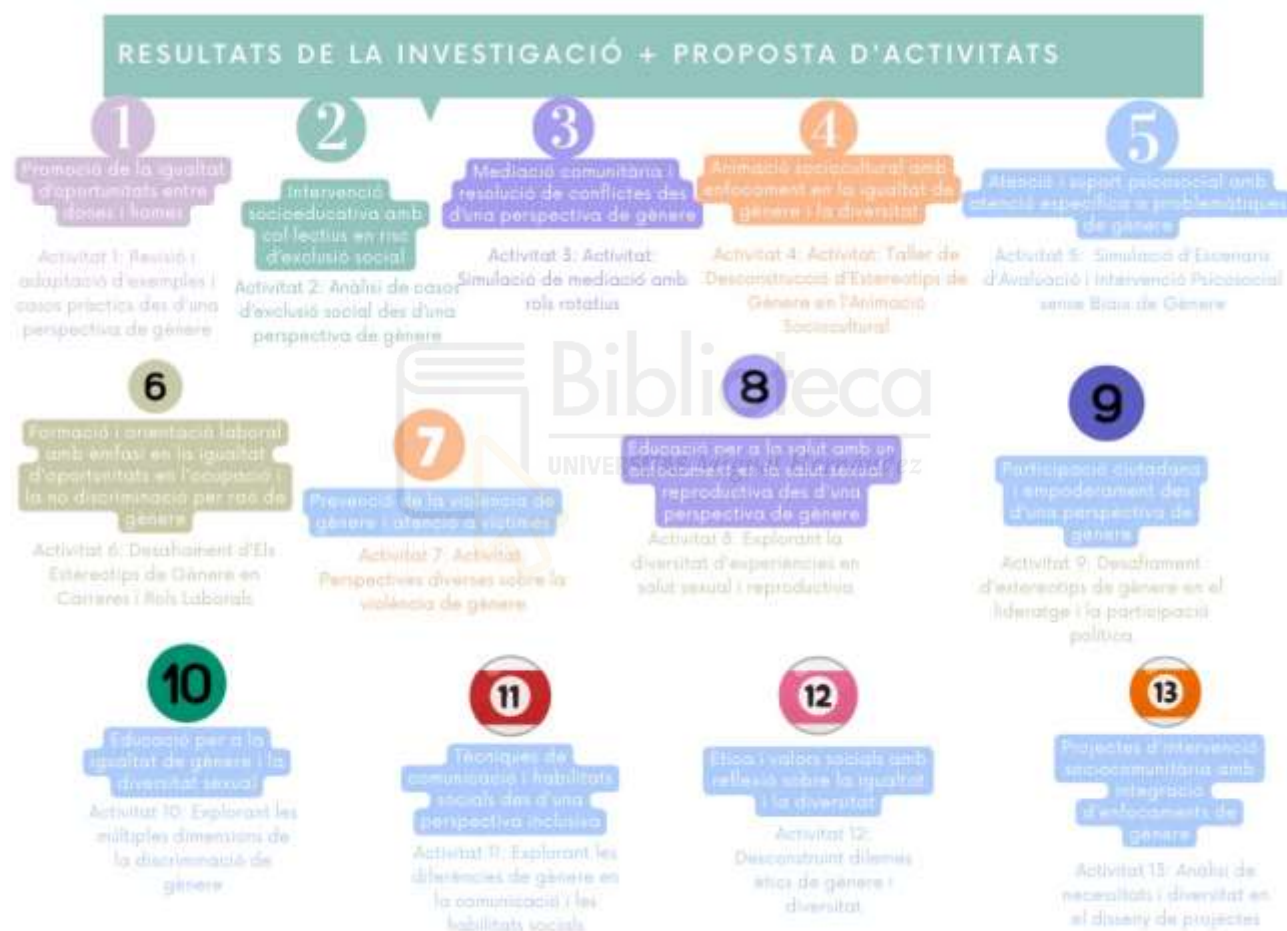 RESULTATS DE LA INVESTIGACIÓ + PROPOSTA D'ACTIVITATS
1
Promoció de la igualtat
d'oportunitats entre
dones i homes
Activitat 1: Revisió i
adaptació d'exemples i
casos pràctics des d'una
perspectiva de gènere
2
Intervenció
socioeducativa amb
col·lectius en risc
d'exclusió social
Activitat 2: Anàlisi de casos
d'exclusió social des d'una
perspectiva de gènere
3
Mediació comunitària i
resolució de conflictes des
d'una perspectiva de gènere
Activitat 3: Activitat:
Simulació de mediació amb
rols rotatius
4
Animació sociocultural amb
enfocament en la igualtat de
gènere i la diversitat
Activitat 4: Activitat: Taller de
Desconstrucció d'Estereotips de
Gènere en l'Animació
Sociocultural
5
Atenció i suport psicosocial amb
atenció específica a problemàtiques
de gènere
Activitat 5: Simulació d'Escenaris
d'Avaluació i Intervenció Psicosocial
sense Biaix de Gènere
6
Formació i orientació laboral
amb èmfasi en la igualtat
d'oportunitats en l'ocupació i
la no discriminació per raó de
gènere
Activitat 6: Desafiament d'Els
Estereotips de Gènere en
Carreres i Rols Laborals
7
Prevenció de la violència de
gènere i atenció a víctimes
Activitat 7: Activitat:
Perspectives diverses sobre la
violència de gènere
8
Educació per a la salut amb un
enfocament en la salut sexual i
reproductiva des d'una
perspectiva de gènere
Activitat 8: Explorant la
diversitat d'experiències en
salut sexual i reproductiva
9
Participació ciutadana
i empoderament des
d'una perspectiva de
gènere
Activitat 9: Desafiament
d'estereotips de gènere en el
lideratge i la participació
política
Biblioteca
10
Educació per a la
igualtat de gènere i la
diversitat sexual
Activitat 10: Explorant les
múltiples dimensions de
la discriminació de
gènere
11
Tècniques de
comunicació i habilitats
socials des d'una
perspectiva inclusiva
Activitat 11: Explorant les
diferències de gènere en
la comunicació i les
habilitats socials
12
Ètica i valors socials amb
reflexió sobre la igualtat
i la diversitat
Activitat 12:
Desconstruint dilemes
ètics de gènere i
diversitat
13
Projectes d'intervenció
sociocomunitària amb
integració
d'enfocaments de
gènere
Activitat 13: Anàlisi de
necessitats i diversitat en
el disseny de projectes